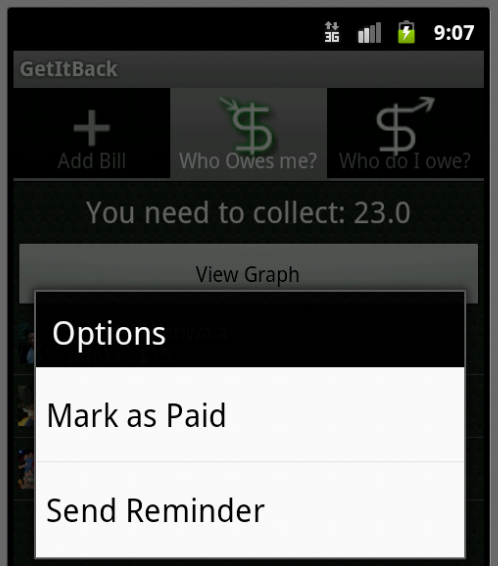 3G 9:07
GetItBack
Add Bill Who Owes me? Who do I owe?
You need to collect: 23.0
View Graph
Options
Mark as Paid
Send Reminder